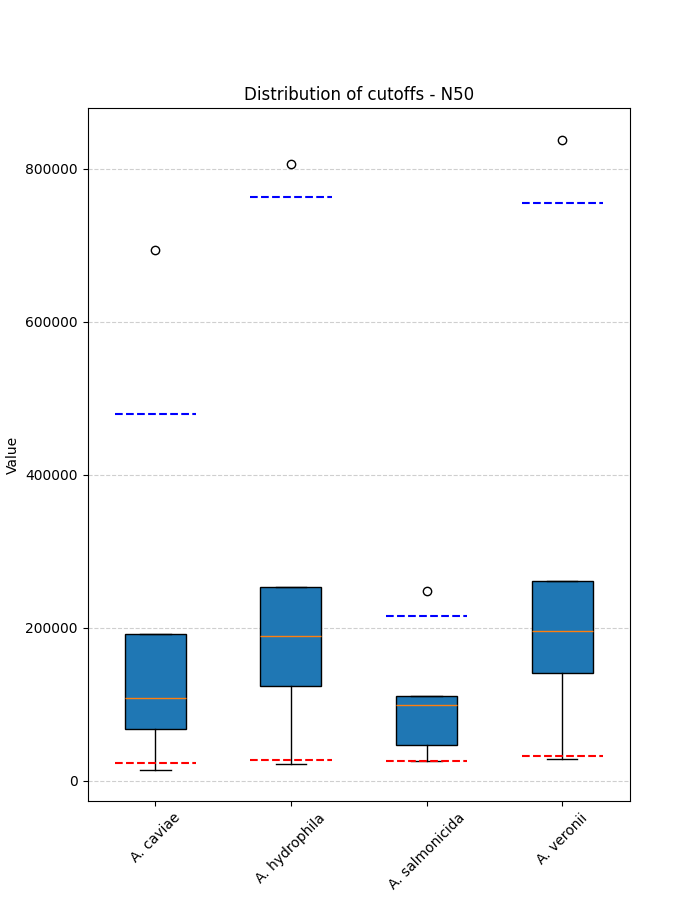 Distribution of cutoffs - N50
800000
600000
400000
200000
0
Value
A. caviae
A. hydrophila
A. salmonicida
A. veronii